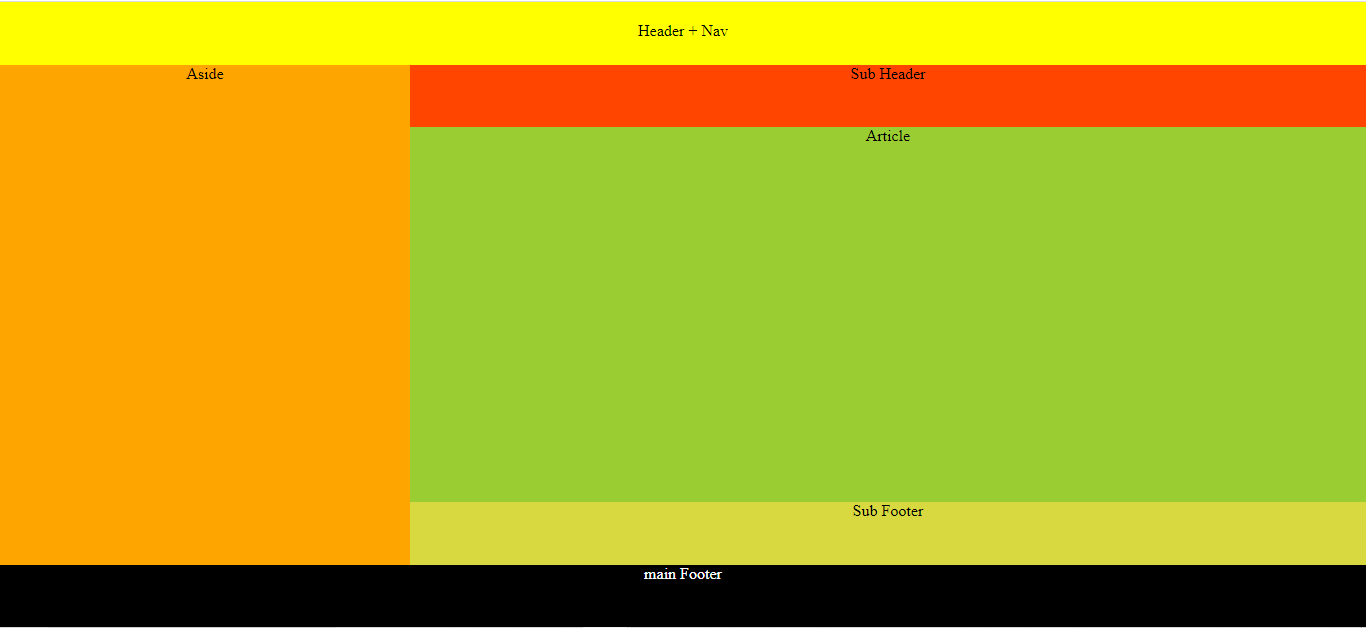 Header + Nav
Aside
Sub Header
Article
Sub Footer
main Footer